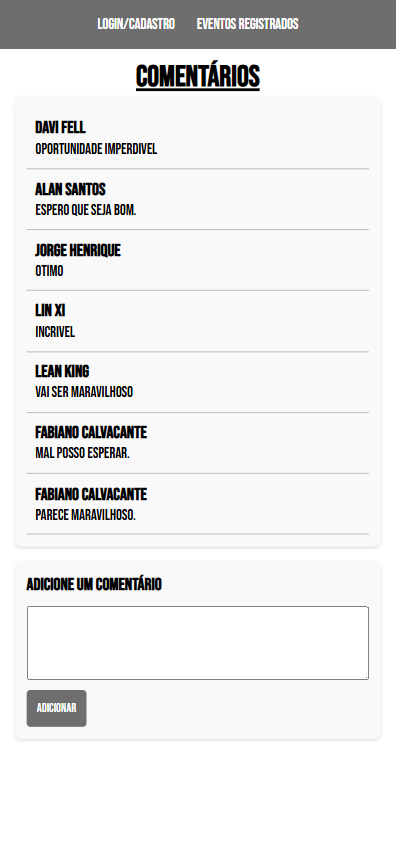 LOGIN/CADASTRO EVENTOS REGISTRADOS
COMENTÁRIOS
DAVI FELL
OPORTUNIDADE IMPERDIVEL
ALAN SANTOS
ESPERO QUE SEJA BOM.
JORGE HENRIQUE
OTIMO
LIN XI
INCRIVEL
LEAN KING
VAI SER MARAVILHOSO
FABIANO CALVACANTE
MAL POSSO ESPERAR.
FABIANO CALVACANTE
PARECE MARAVILHOSO.
ADICIONE UM COMENTÁRIO
ADICIONAR